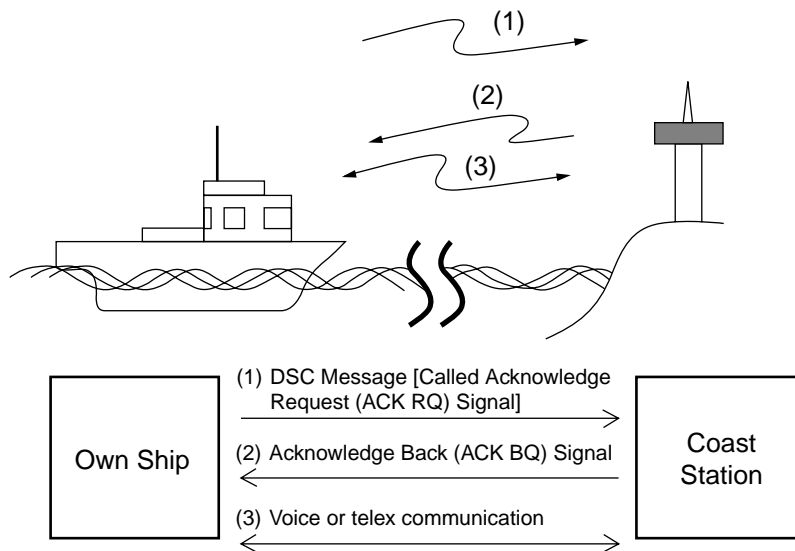 (1)
(2)
(3)
(1) DSC Message [Called Acknowledge
Request (ACK RQ) Signal]
Own Ship
(2) Acknowledge Back (ACK BQ) Signal
Coast
Station
(3) Voice or telex communication